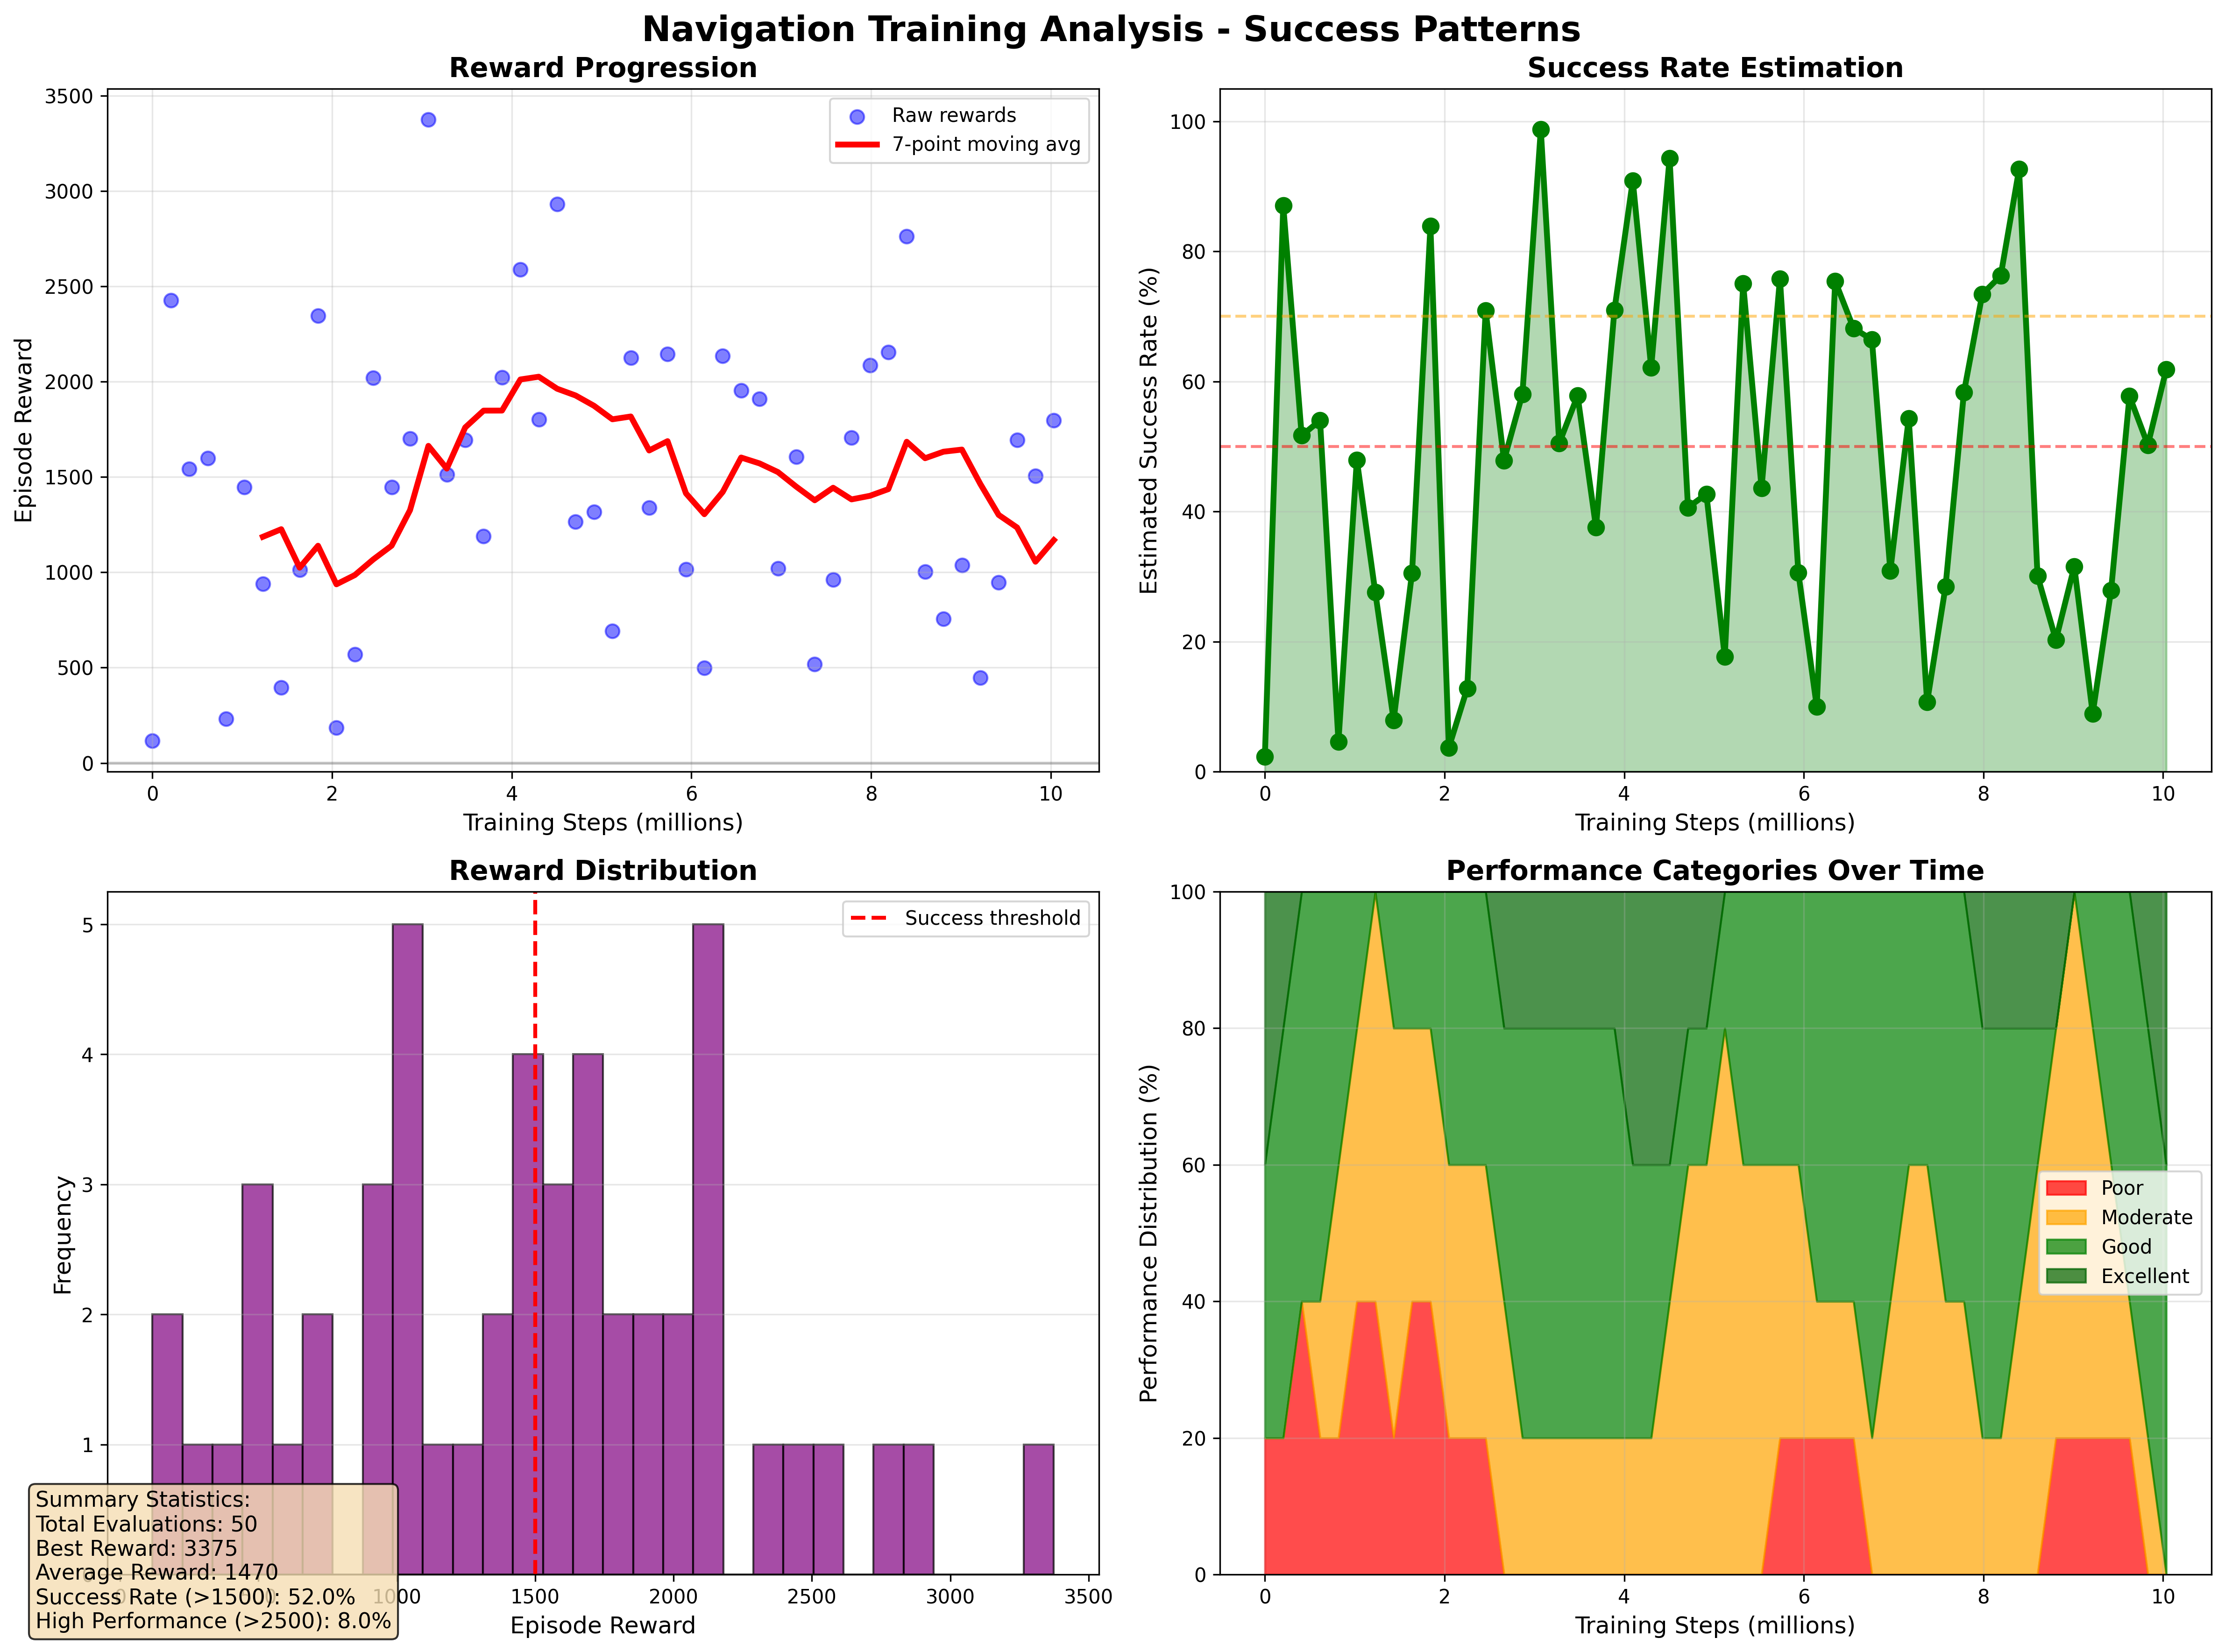 Navigation Training Analysis - Success Patterns
Reward Progression
3500
3000
2500
2000
1500
1000
500
0
Episode Reward
Raw rewards
7-point moving avg
0 2 4 6 8 10
Training Steps (millions)
Success Rate Estimation
100
80
60
40
20
0
Estimated Success Rate (%)
0 2 4 6 8 10
Training Steps (millions)
Reward Distribution
5
4
3
2
1
Frequency
Success threshold
0 1000 1500 2000 2500 3000 3500
Episode Reward
Summary Statistics:
Total Evaluations: 50
Best Reward: 3375
Average Reward: 1470
Success Rate (>1500): 52.0%
High Performance (>2500): 8.0%
Performance Categories Over Time
100
80
60
40
20
0
Performance Distribution (%)
Poor
Moderate
Good
Excellent
0 2 4 6 8 10
Training Steps (millions)